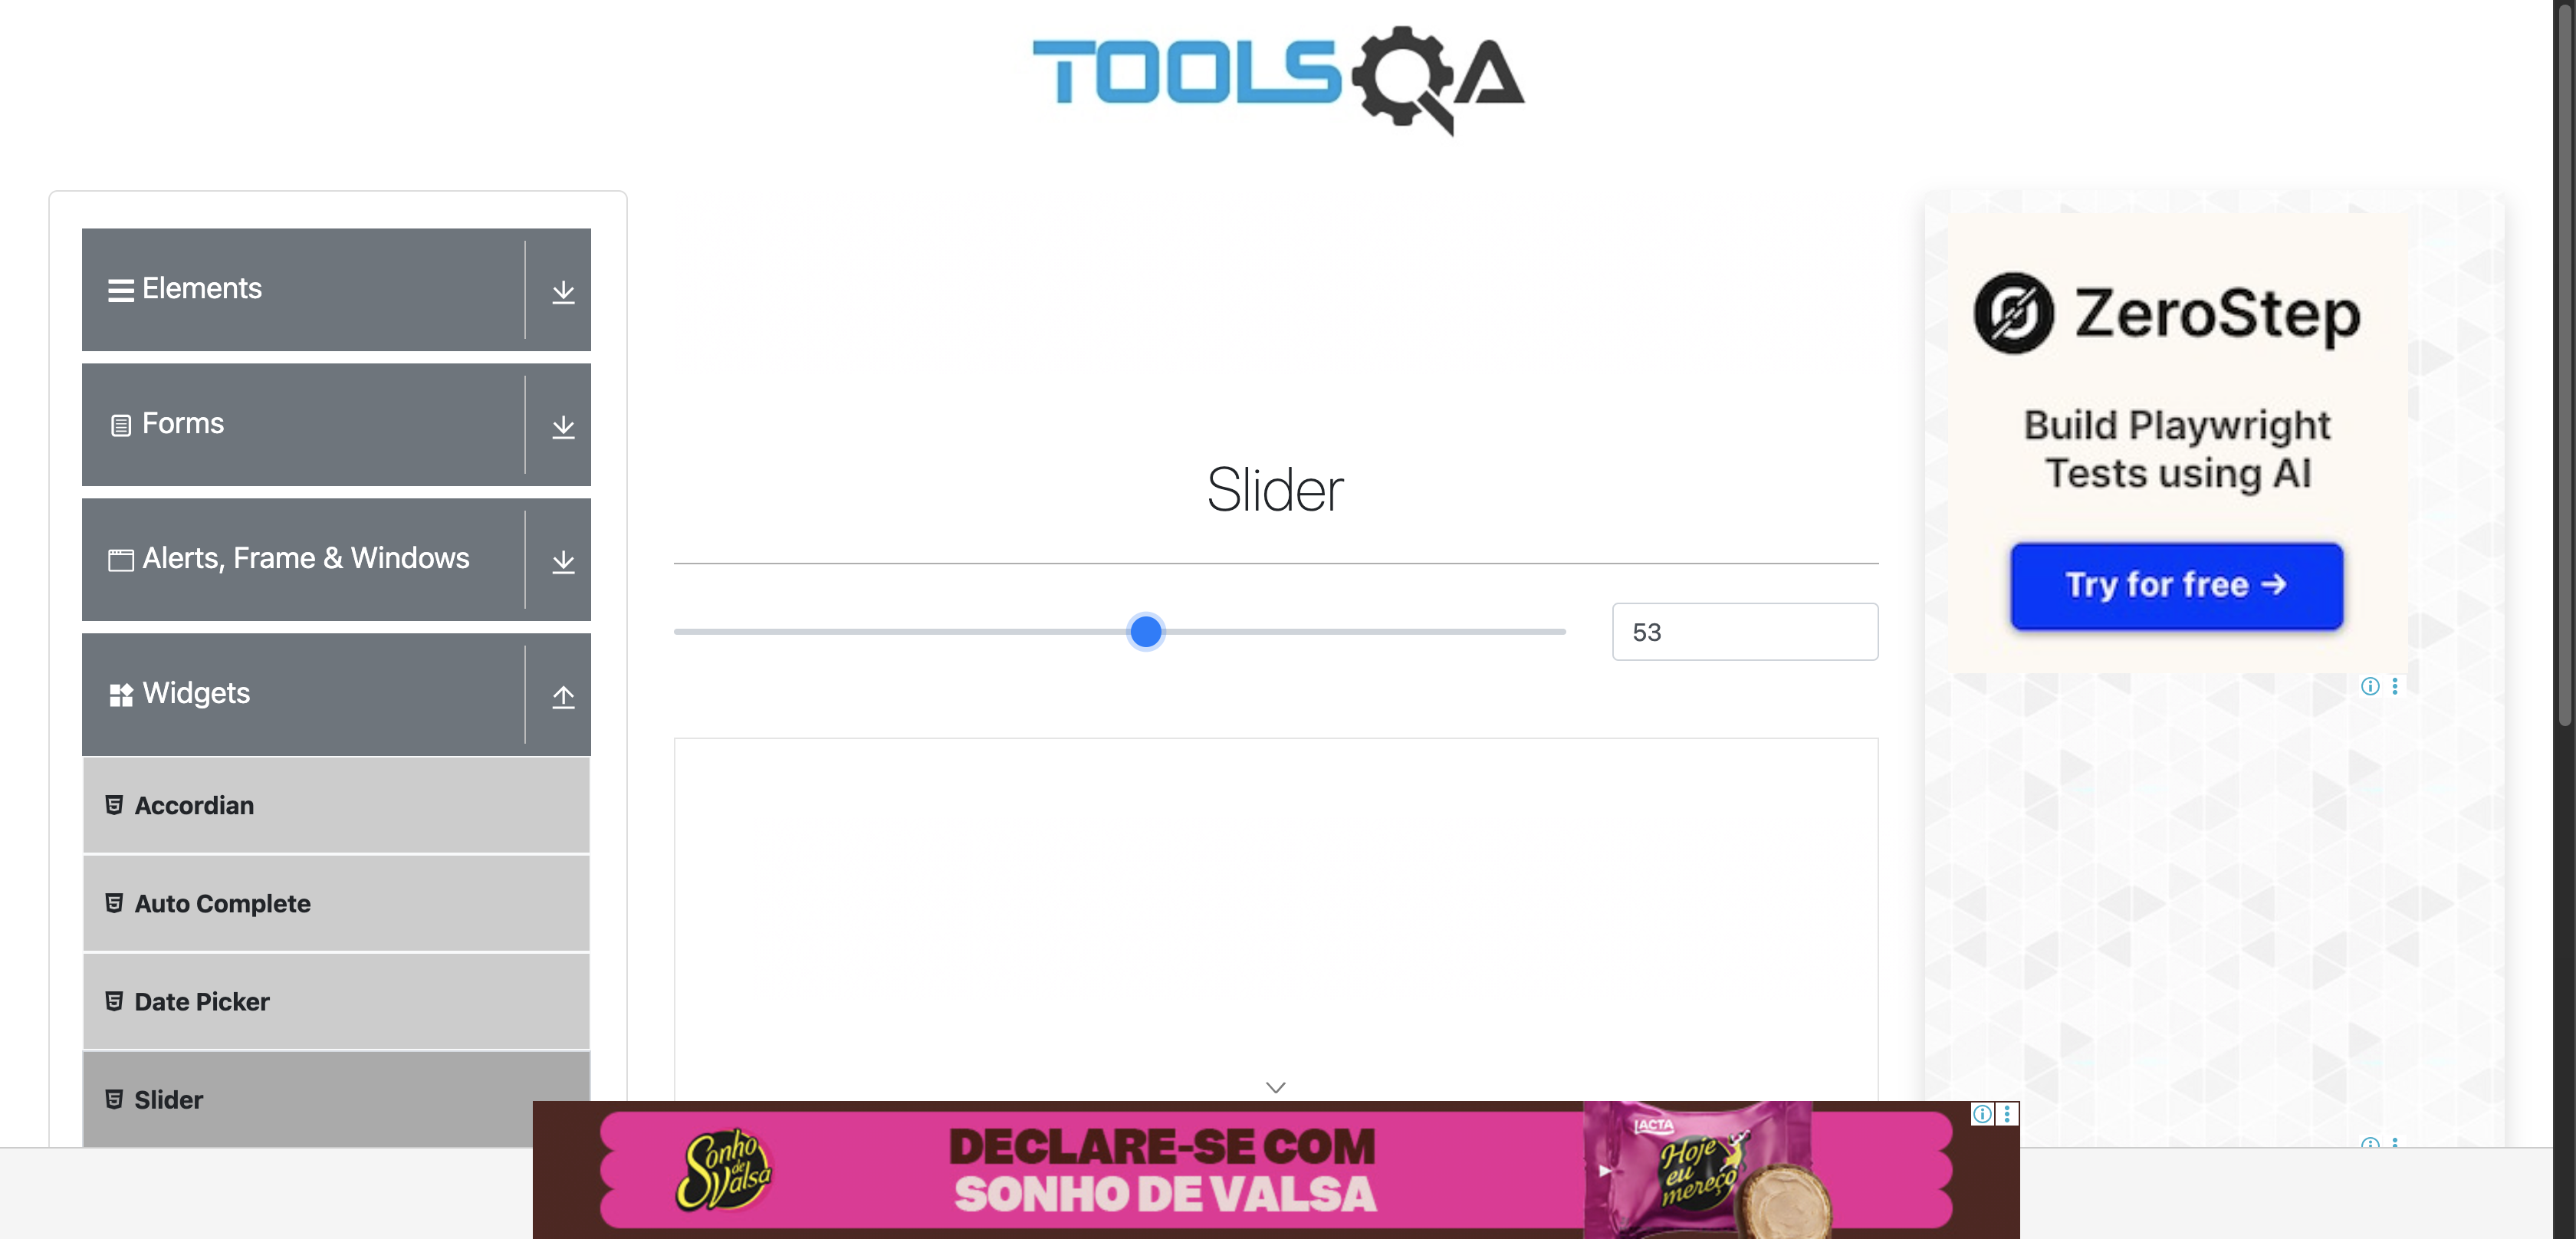 TOOLSQA
Elements
Forms
Alerts, Frame & Windows
Widgets
Accordian
Auto Complete
Date Picker
Slider
Slider
53
ZeroStep
Build Playwright
Tests using AI
Try for free →
Sonho
de
Valsa
DECLARE-SE COM
SONHO DE VALSA
LACTA
Hoje
eu
mereço